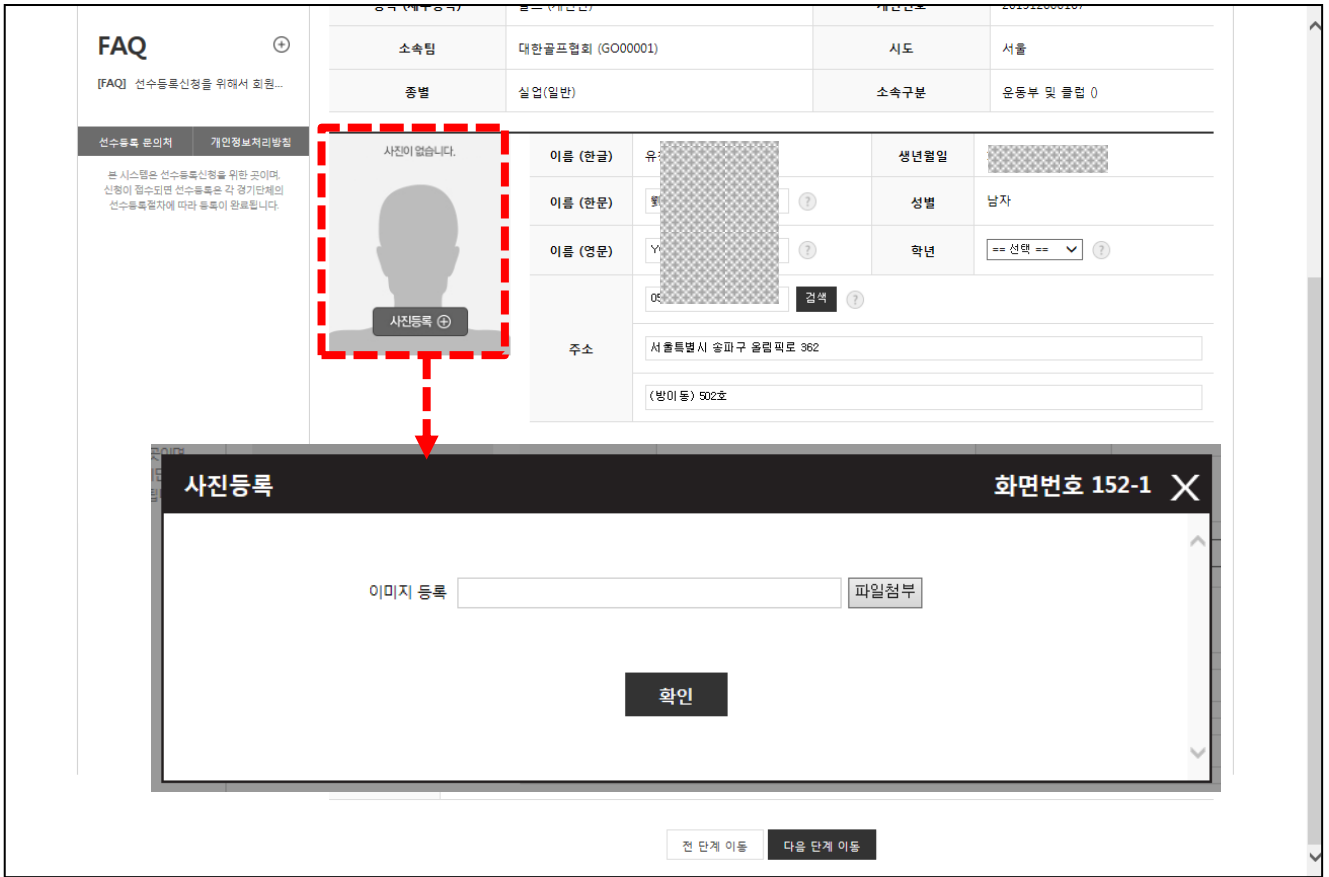 FAQ
[FAQ] 선수등록신청을 위해서 회원...
선수등록 문의처 개인정보처리방침
본 시스템은 선수등록신청을 위한 곳이며,
신청이 접수되면 선수등록은 각 경기단체의
선수등록절차에 따라 등록이 완료됩니다.
소속팀 대한골프협회 (GO00001) 시도 서울
종별 실업(일반) 소속구분 운동부 및 클럽 ()
사진이 없습니다.
사진등록
이름 (한글) 유 생년월일
이름 (한문) ? 성별 남자
이름 (영문) ? 학년 == 선택 == ?
05 검색 ?
주소 서울특별시 송파구 올림픽로 362
(방이동) 502호
사진등록 화면번호 152-1 X
이미지 등록 파일첨부
확인
전 단계 이동 다음 단계 이동